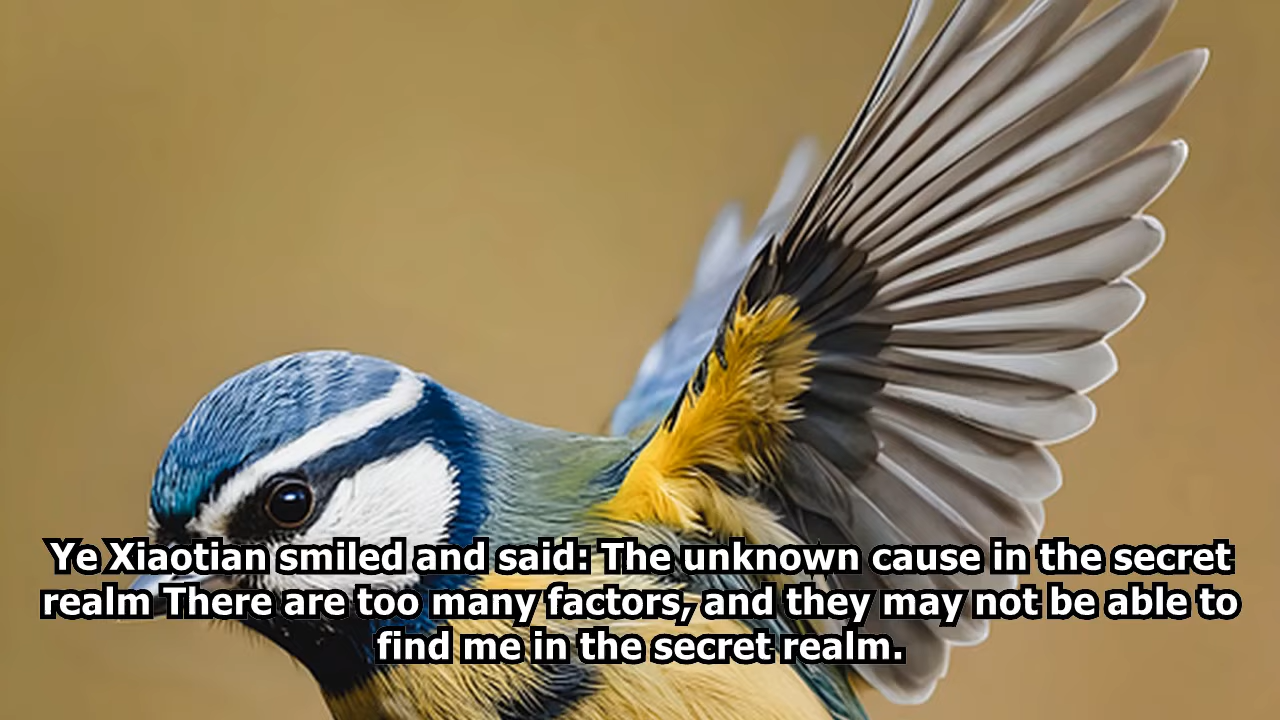 Ye Xiaotian smiled and said: The unknown cause in the secret
realm There are too many factors, and they may not be able to
find me in the secret realm.